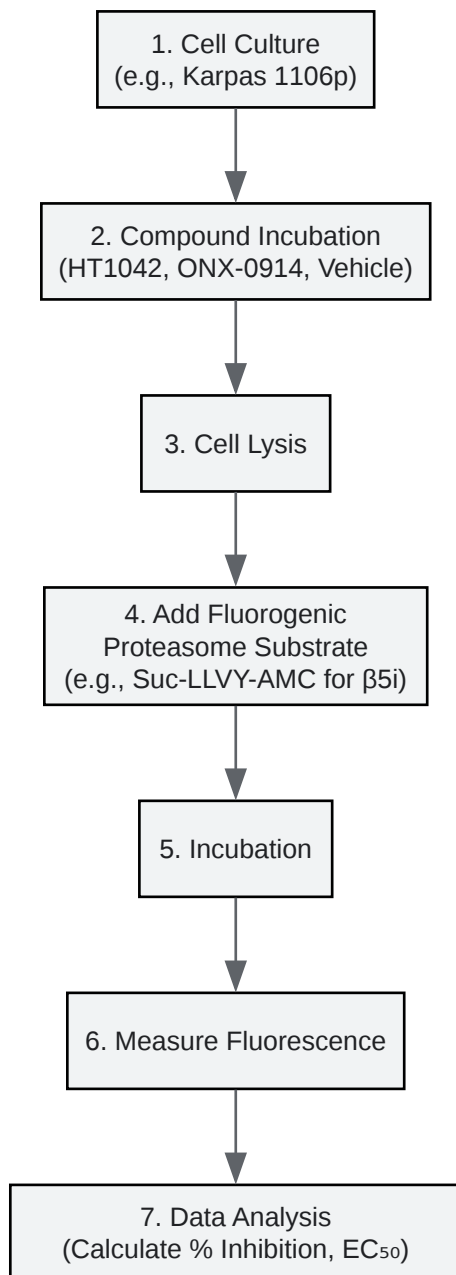 1. Cell Culture
(e.g., Karpas 1106p)
2. Compound Incubation
(HT1042, ONX-0914, Vehicle)
3. Cell Lysis
4. Add Fluorogenic
Proteasome Substrate
(e.g., Suc-LLVY-AMC for β5i)
5. Incubation
6. Measure Fluorescence
7. Data Analysis
(Calculate % Inhibition, EC₅₀)